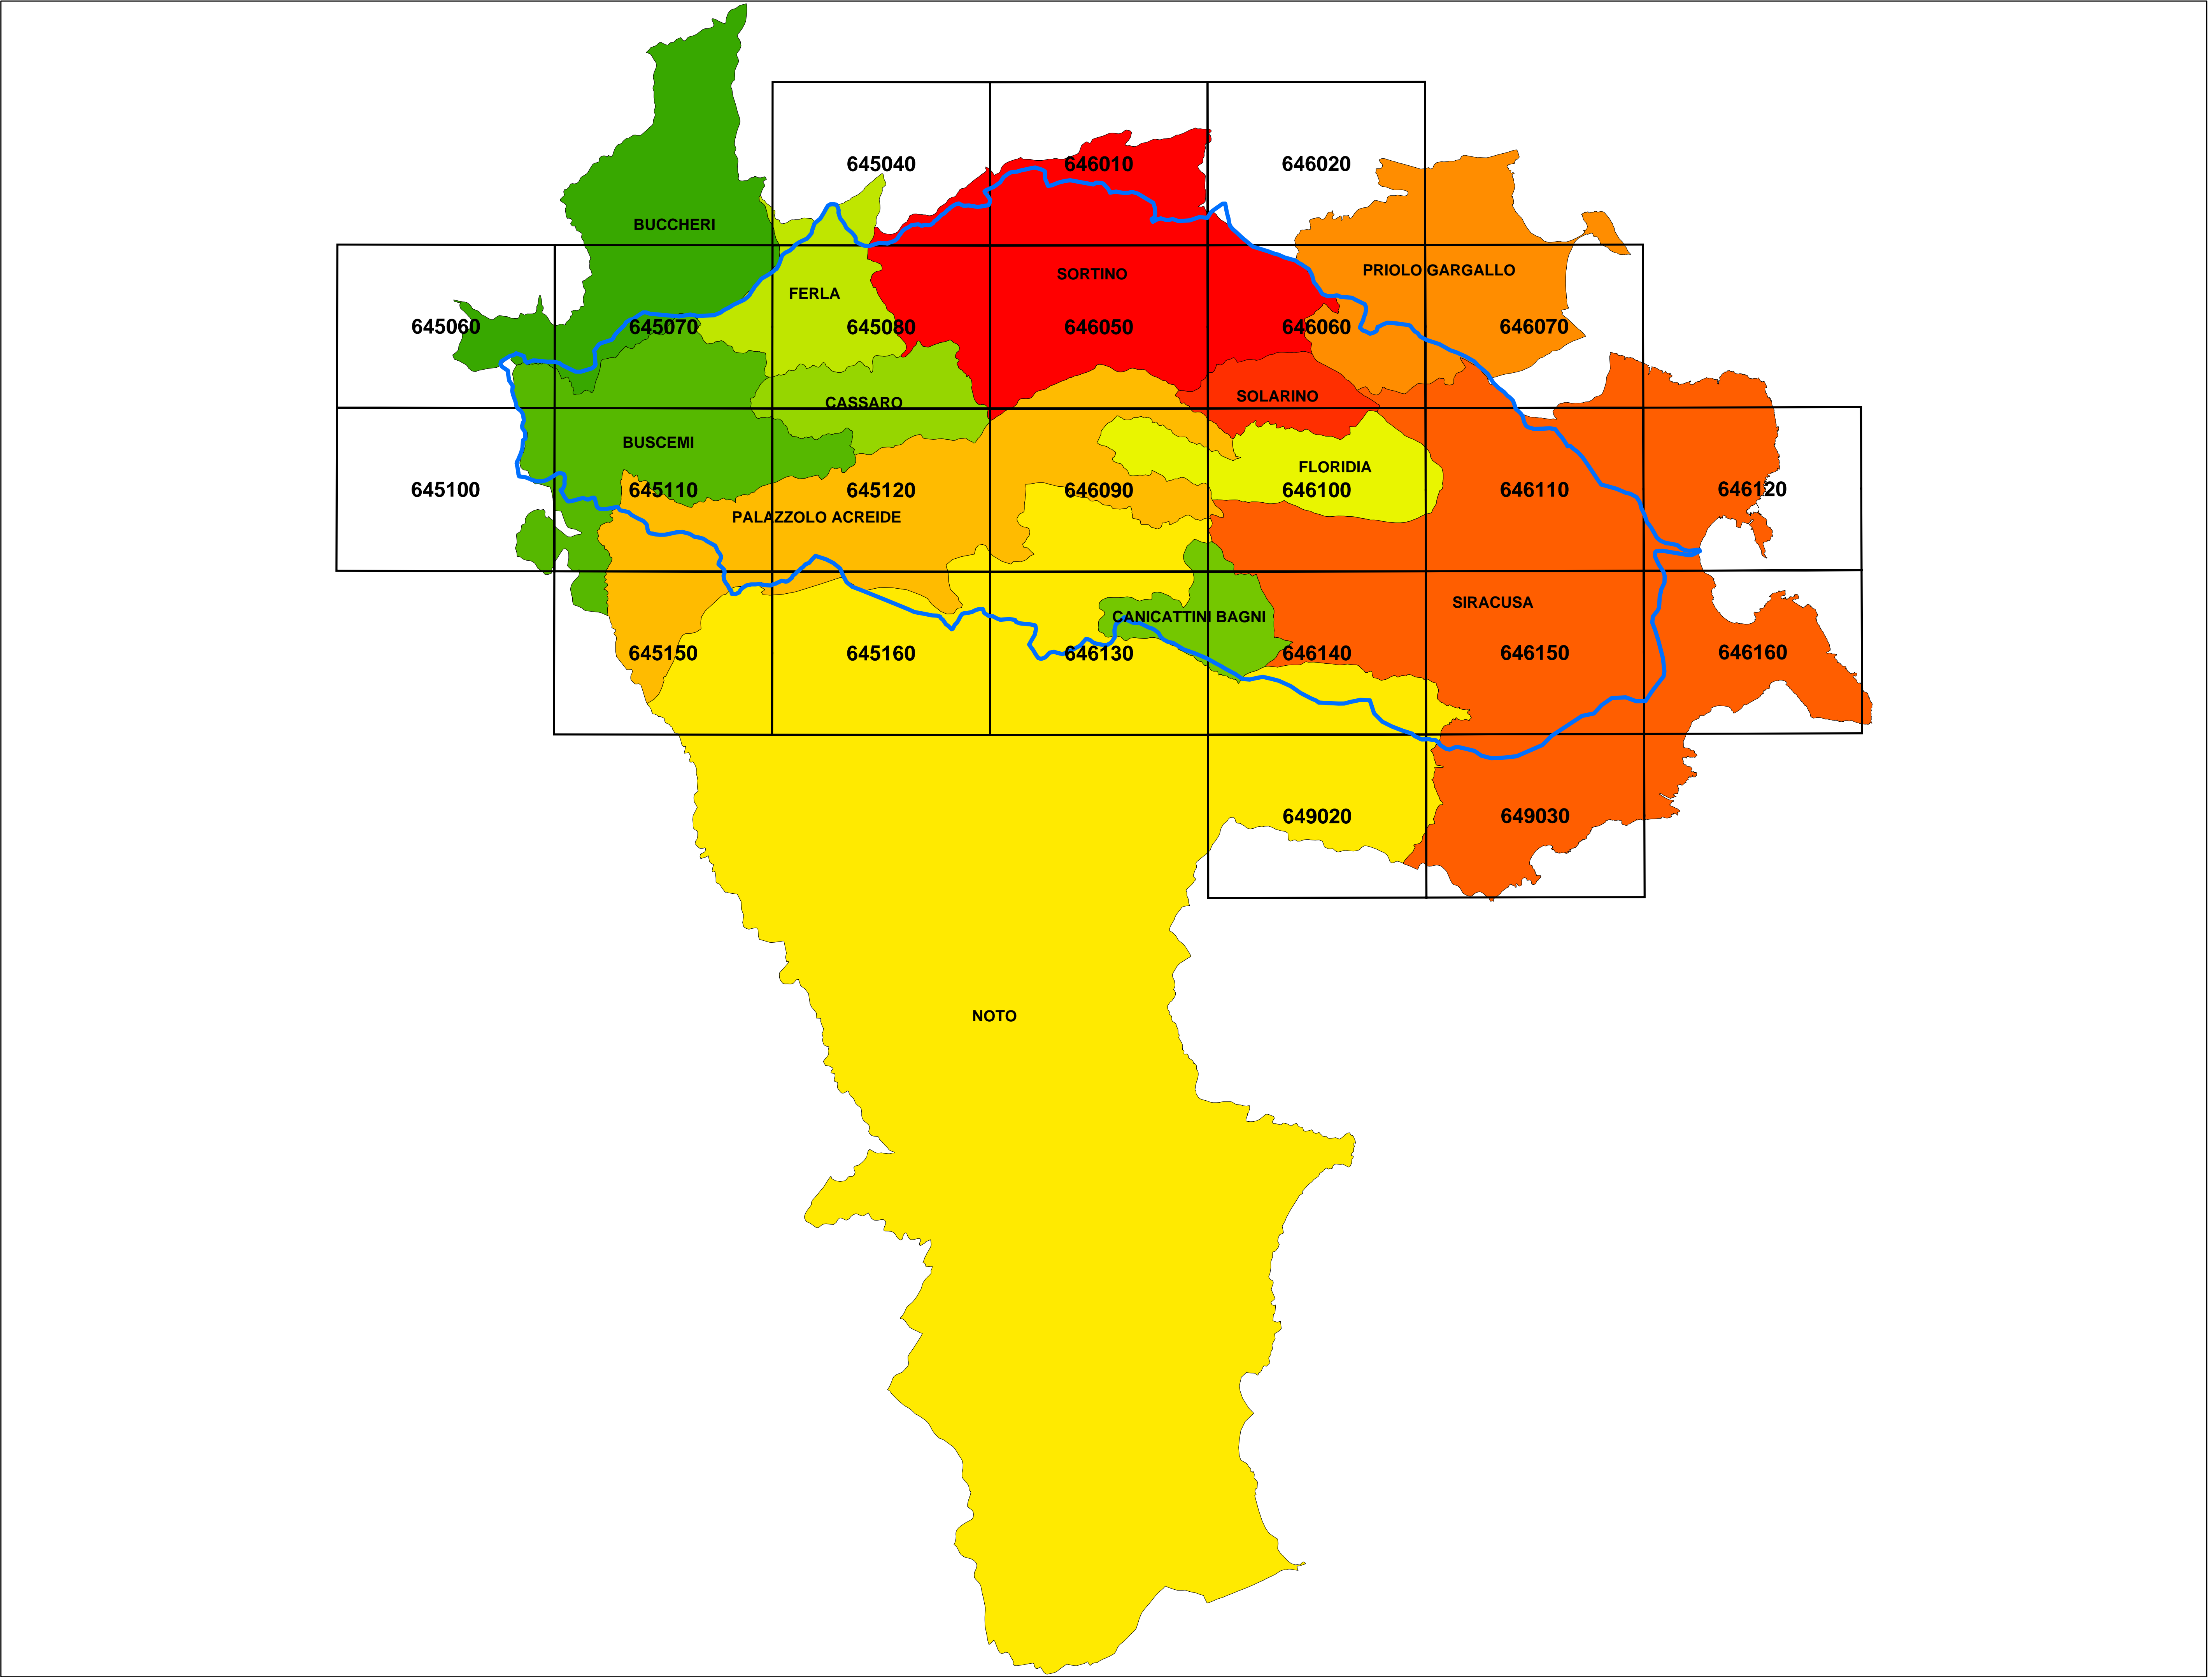 645040
646010
646020
BUCCHERI
SORTINO
PRIOLO GARGALLO
FERLA
645060
645070
645080
646050
646060
646070
CASSARO
SOLARINO
BUSCEMI
FLORIDIA
645100
645110
645120
646090
646100
646110
646120
PALAZZOLO ACREIDE
SIRACUSA
CANICATTINI BAGNI
645150
645160
646130
646140
646150
646160
649020
649030
NOTO